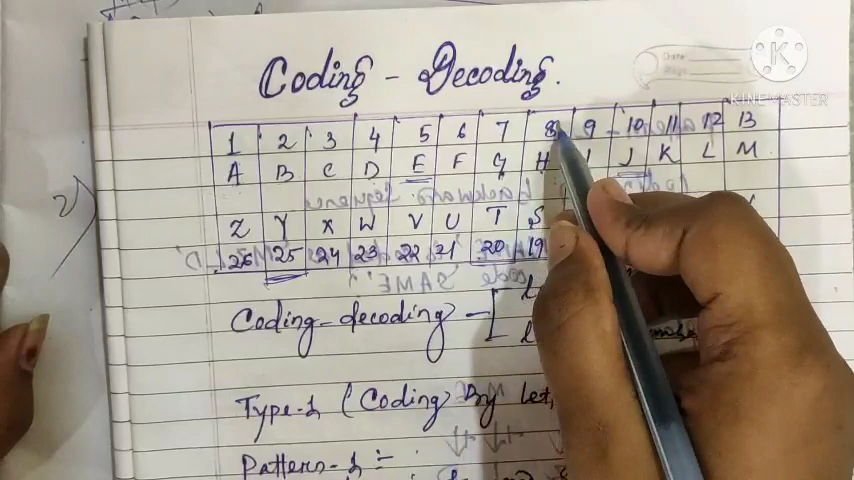 KINEMASTER
Coding - Decoding.
1 2 3 4 5 6 7 8 9 10 11 12 13
A B C D E F G H I J K L M
Z Y X W V U T S
26 25 24 23 22 21 20 19
Coding-decoding -
Type-1 (Coding By
Pattern-1 :-